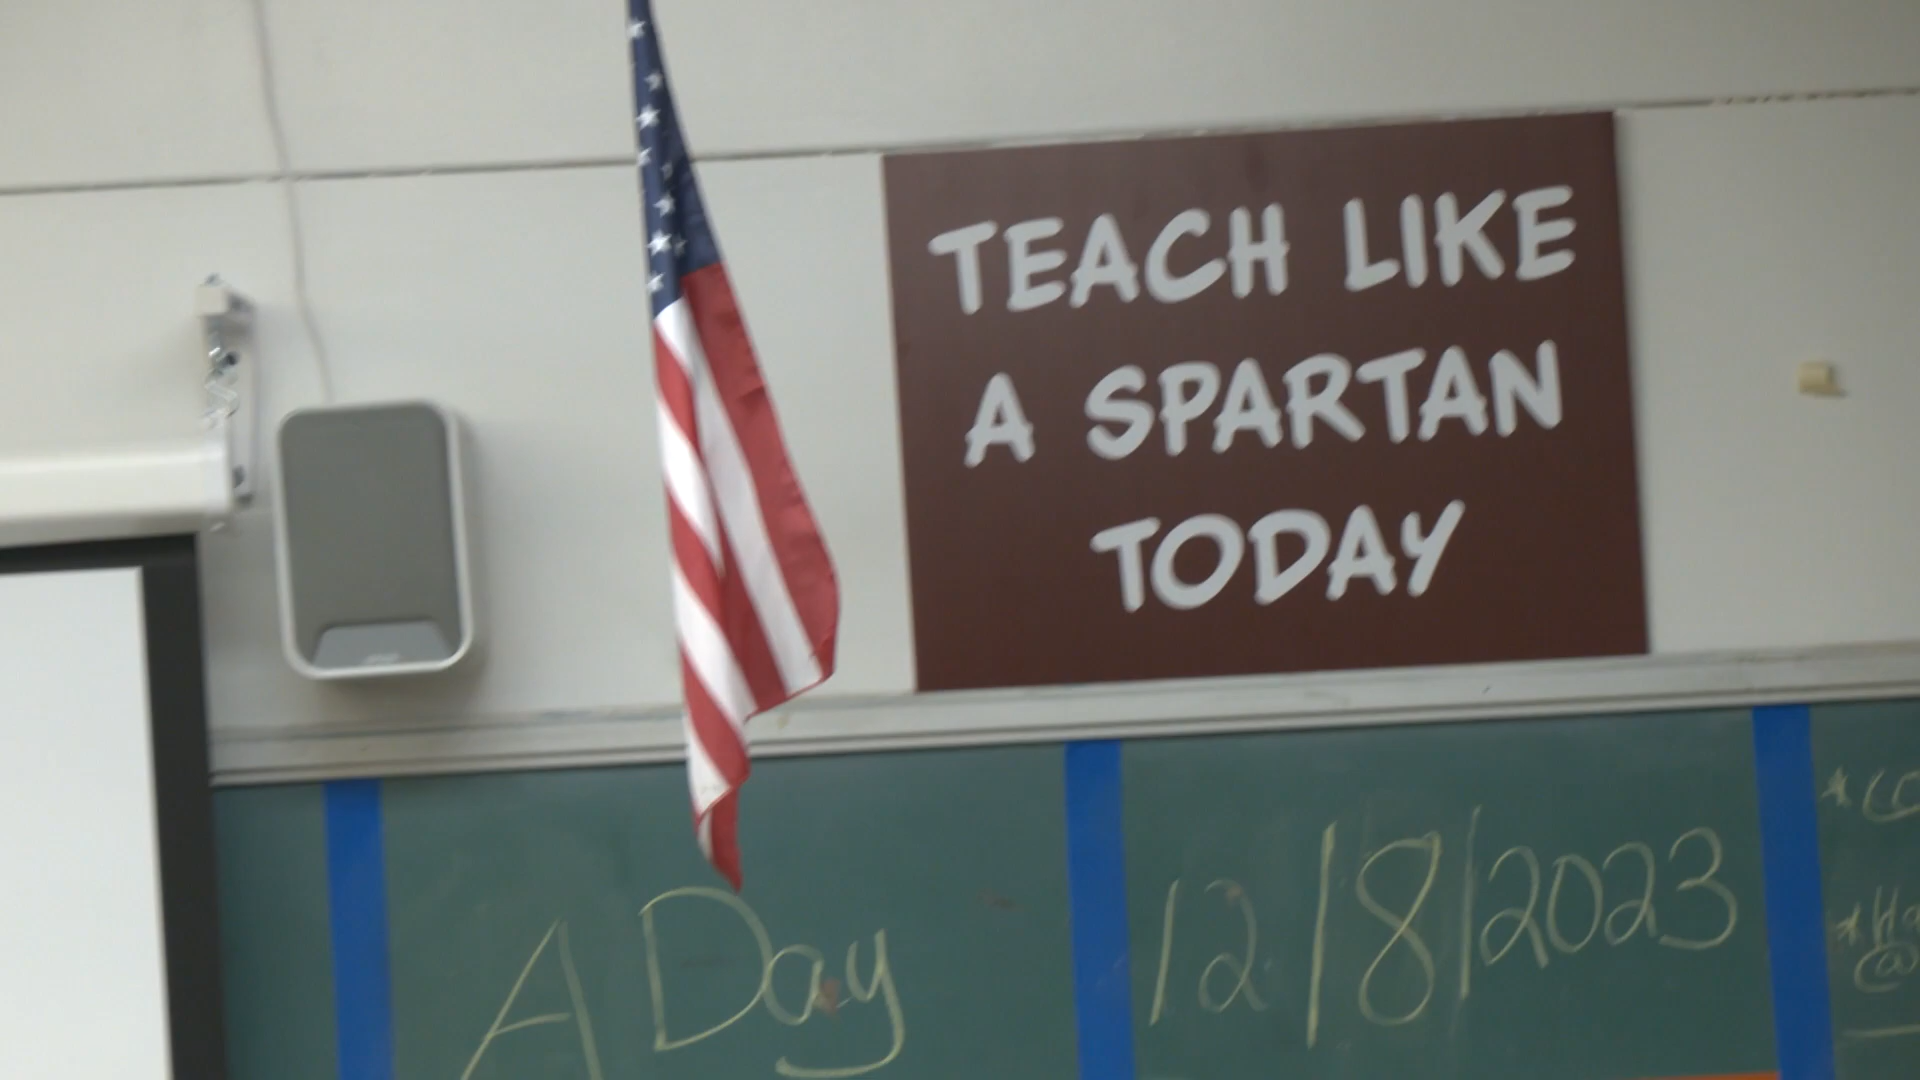 TEACH LIKE
A SPARTAN
TODAY
A Day
12/8/2023